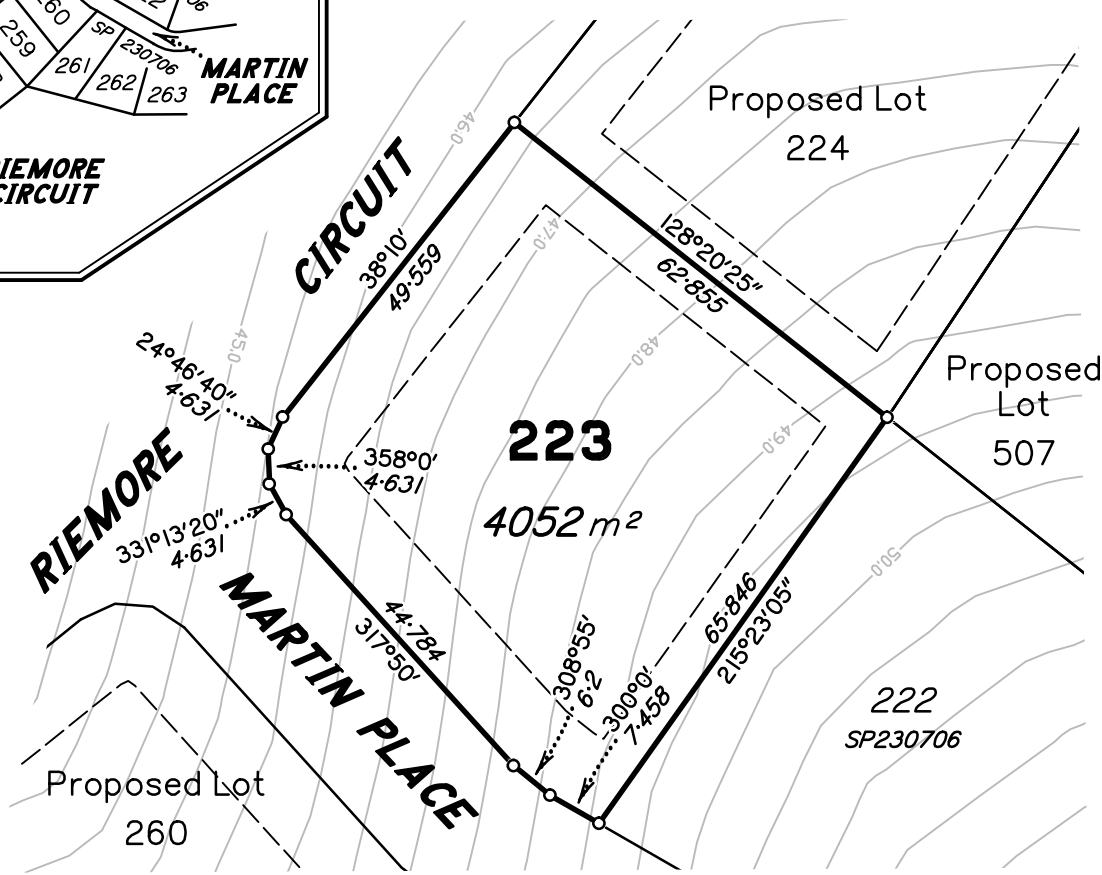 260
259
SP
230706
261
262
263
MARTIN
PLACE
IEMORE
CIRCUIT
46.0
Proposed Lot
224
CIRCUIT
38°10'
49·559
47.0
128°20'25"
62·855
45.0
48.0
24°46'40"
4·631
Proposed
Lot
507
223
49.0
358°0'
4·631
4052 m²
RIEMORE
331°13'20"
4·631
50.0
MARTIN PLACE
44·784
317°50'
308°55'
6·2
300°0'
7·458
65·846
215°23'05"
222
SP230706
Proposed Lot
260